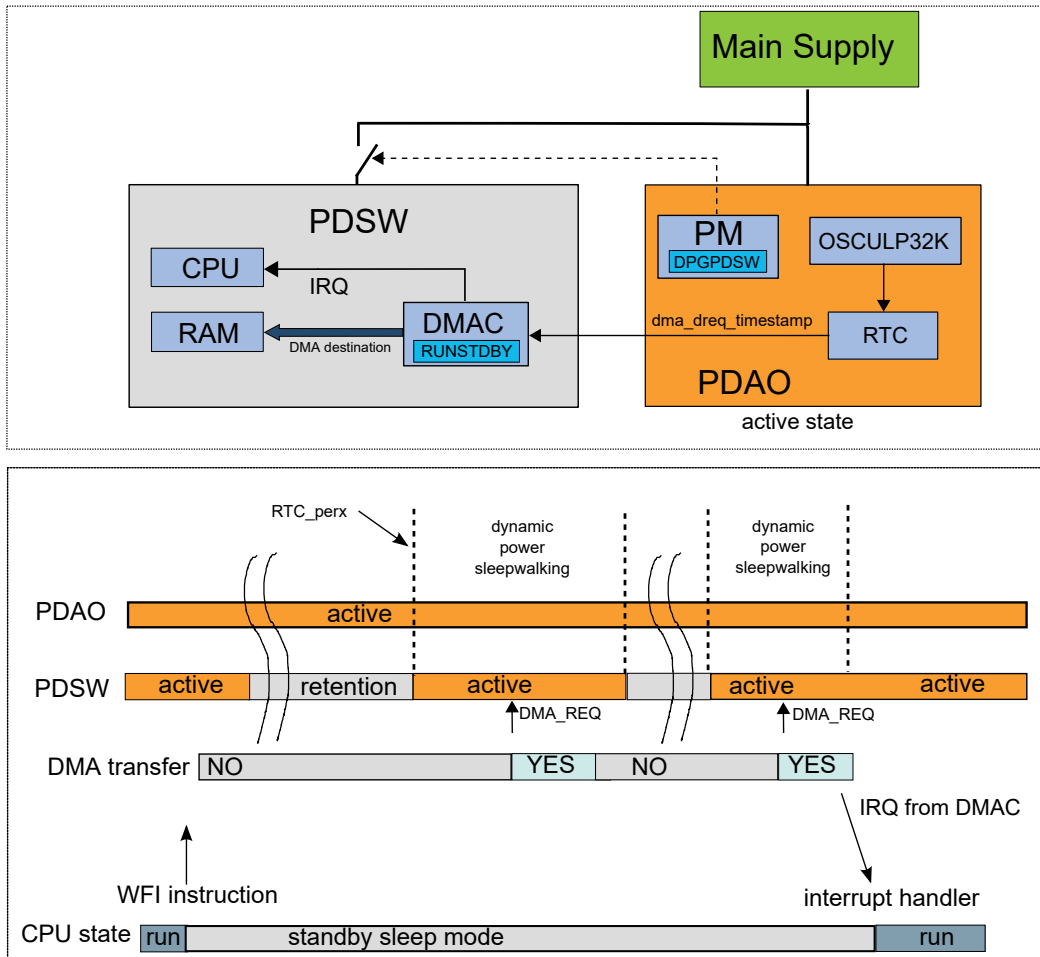 Main Supply
PDSW
PM
DPGPDSW
OSCULP32K
CPU
IRQ
RAM
DMA destination
DMAC
RUNSTDBY
dma_dreq_timestamp
RTC
PDAO
active state
RTC_perx
dynamic
power
sleepwalking
dynamic
power
sleepwalking
PDAO
active
PDSW
active
retention
active
active
active
DMA_REQ
DMA_REQ
DMA transfer
NO
YES
NO
YES
IRQ from DMAC
WFI instruction
interrupt handler
CPU state
run
standby sleep mode
run